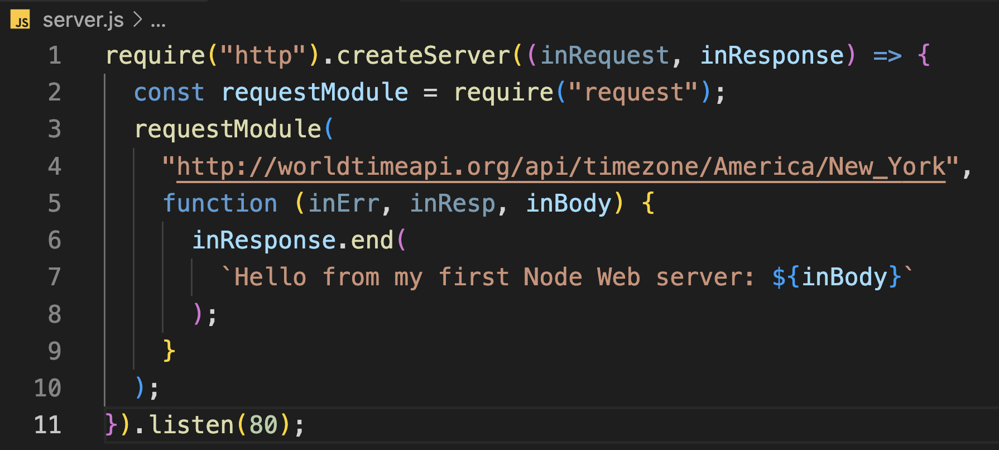 JS server.js > ...
1 require("http").createServer((inRequest, inResponse) => {
2   const requestModule = require("request");
3   requestModule(
4     "http://worldtimeapi.org/api/timezone/America/New_York",
5     function (inErr, inResp, inBody) {
6       inResponse.end(
7         `Hello from my first Node Web server: ${inBody}`
8       );
9     }
10   );
11 }).listen(80);